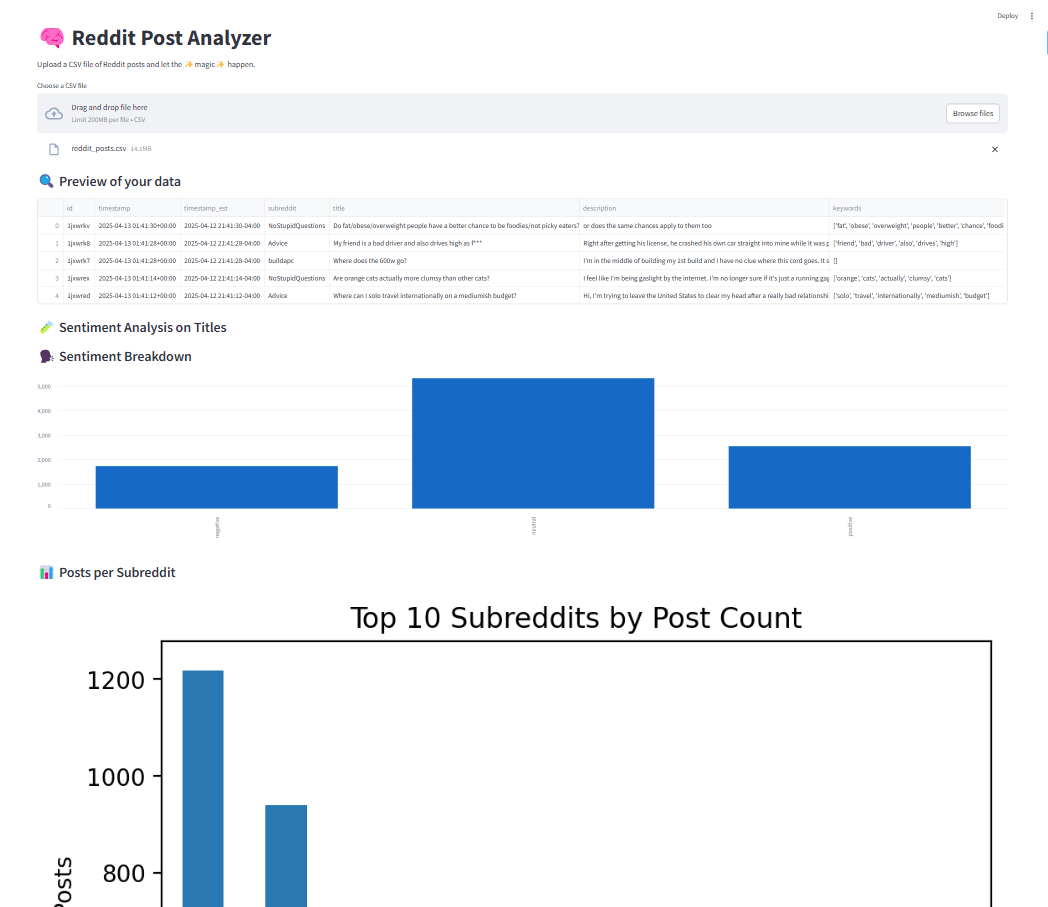 Deploy
Reddit Post Analyzer
Upload a CSV file of Reddit posts and let the ✨magic✨ happen.
Choose a CSV file
Drag and drop file here
Limit 200MB per file • CSV
Browse files
reddit_posts.csv 14.1MB
Preview of your data
id timestamp timestamp_est subreddit title description keywords
0 1jxwrkv 2025-04-13 01:41:30+00:00 2025-04-12 21:41:30-04:00 NoStupidQuestions Do fat/obese/overweight people have a better chance to be foodies/not picky eaters? or does the same chances apply to them too ['fat', 'obese', 'overweight', 'people', 'better', 'chance', 'foodi
1 1jxwrk8 2025-04-13 01:41:28+00:00 2025-04-12 21:41:28-04:00 Advice My friend is a bad driver and also drives high as f*** Right after getting his license, he crashed his own car straight into mine while it was p ['friend', 'bad', 'driver', 'also', 'drives', 'high']
2 1jxwrk7 2025-04-13 01:41:28+00:00 2025-04-12 21:41:28-04:00 buildapc Where does the 600w go? I'm in the middle of building my 1st build and I have no clue where this cord goes. It s []
3 1jxwrex 2025-04-13 01:41:14+00:00 2025-04-12 21:41:14-04:00 NoStupidQuestions Are orange cats actually more clumsy than other cats? I feel like I'm being gaslight by the internet. I'm no longer sure if it's just a running gag ['orange', 'cats', 'actually', 'clumsy', 'cats']
4 1jxwred 2025-04-13 01:41:12+00:00 2025-04-12 21:41:12-04:00 Advice Where can I solo travel internationally on a mediumish budget? Hi, I'm trying to leave the United States to clear my head after a really bad relationshi ['solo', 'travel', 'internationally', 'mediumish', 'budget']
Sentiment Analysis on Titles
Sentiment Breakdown
5,000
4,000
3,000
2,000
1,000
0
negative
neutral
positive
Posts per Subreddit
Top 10 Subreddits by Post Count
1200
1000
800
Posts